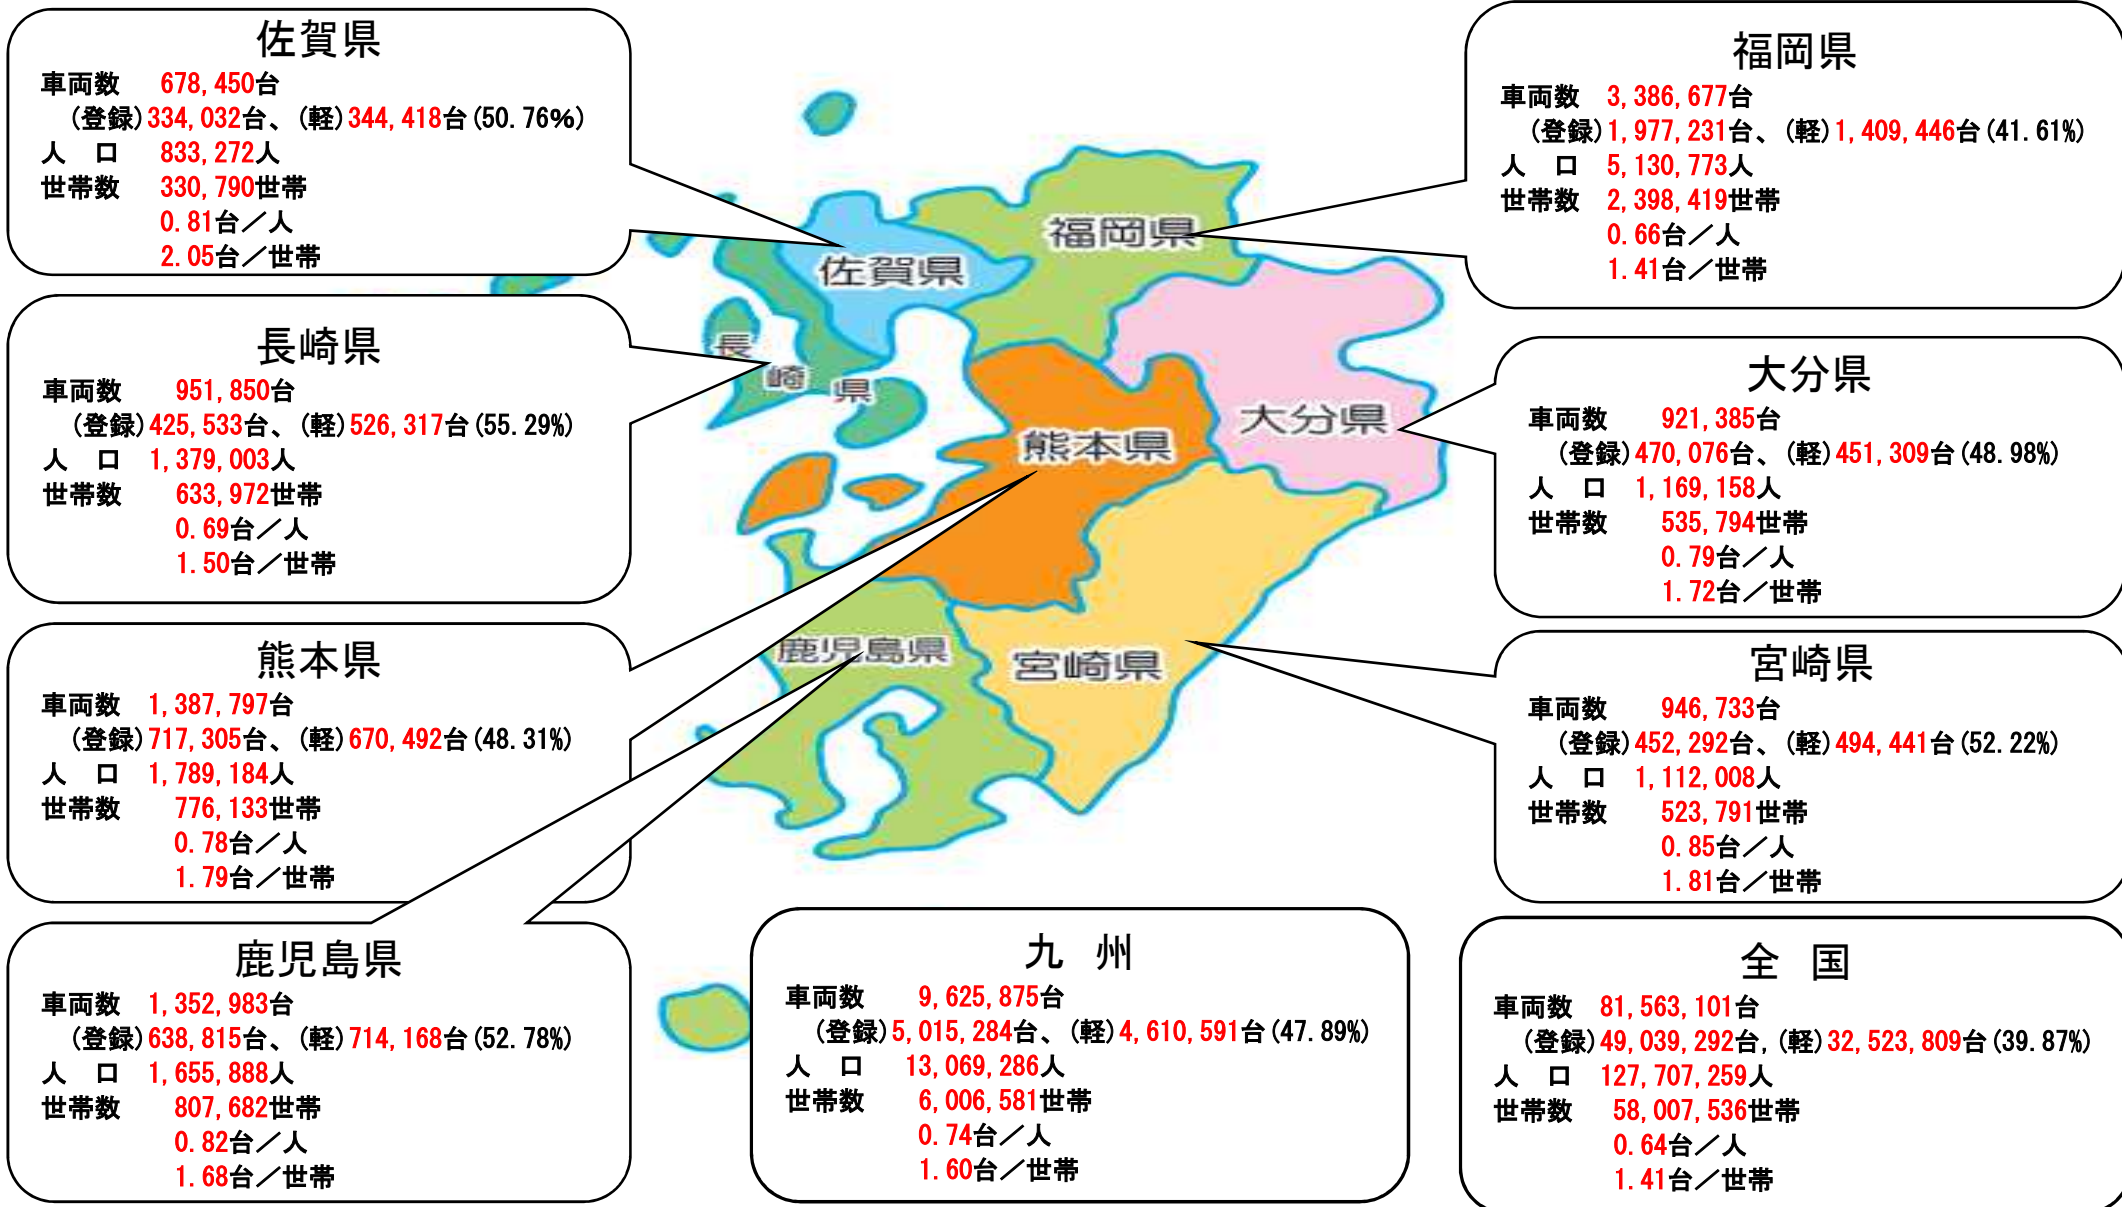 佐賀県
車両数 678,450台
(登録)334,032台、(軽)344,418台(50.76%)
人 口 833,272人
世帯数 330,790世帯
0.81台／人
2.05台／世帯
福岡県
車両数 3,386,677台
(登録)1,977,231台、(軽)1,409,446台(41.61%)
人 口 5,130,773人
世帯数 2,398,419世帯
0.66台／人
1.41台／世帯
長崎県
車両数 951,850台
(登録)425,533台、(軽)526,317台(55.29%)
人 口 1,379,003人
世帯数 633,972世帯
0.69台／人
1.50台／世帯
大分県
車両数 921,385台
(登録)470,076台、(軽)451,309台(48.98%)
人 口 1,169,158人
世帯数 535,794世帯
0.79台／人
1.72台／世帯
熊本県
車両数 1,387,797台
(登録)717,305台、(軽)670,492台(48.31%)
人 口 1,789,184人
世帯数 776,133世帯
0.78台／人
1.79台／世帯
宮崎県
車両数 946,733台
(登録)452,292台、(軽)494,441台(52.22%)
人 口 1,112,008人
世帯数 523,791世帯
0.85台／人
1.81台／世帯
鹿児島県
車両数 1,352,983台
(登録)638,815台、(軽)714,168台(52.78%)
人 口 1,655,888人
世帯数 807,682世帯
0.82台／人
1.68台／世帯
九 州
車両数 9,625,875台
(登録)5,015,284台、(軽)4,610,591台(47.89%)
人 口 13,069,286人
世帯数 6,006,581世帯
0.74台／人
1.60台／世帯
全 国
車両数 81,563,101台
(登録)49,039,292台,(軽)32,523,809台(39.87%)
人 口 127,707,259人
世帯数 58,007,536世帯
0.64台／人
1.41台／世帯
福岡県
佐賀県
長崎県
大分県
熊本県
鹿児島県
宮崎県